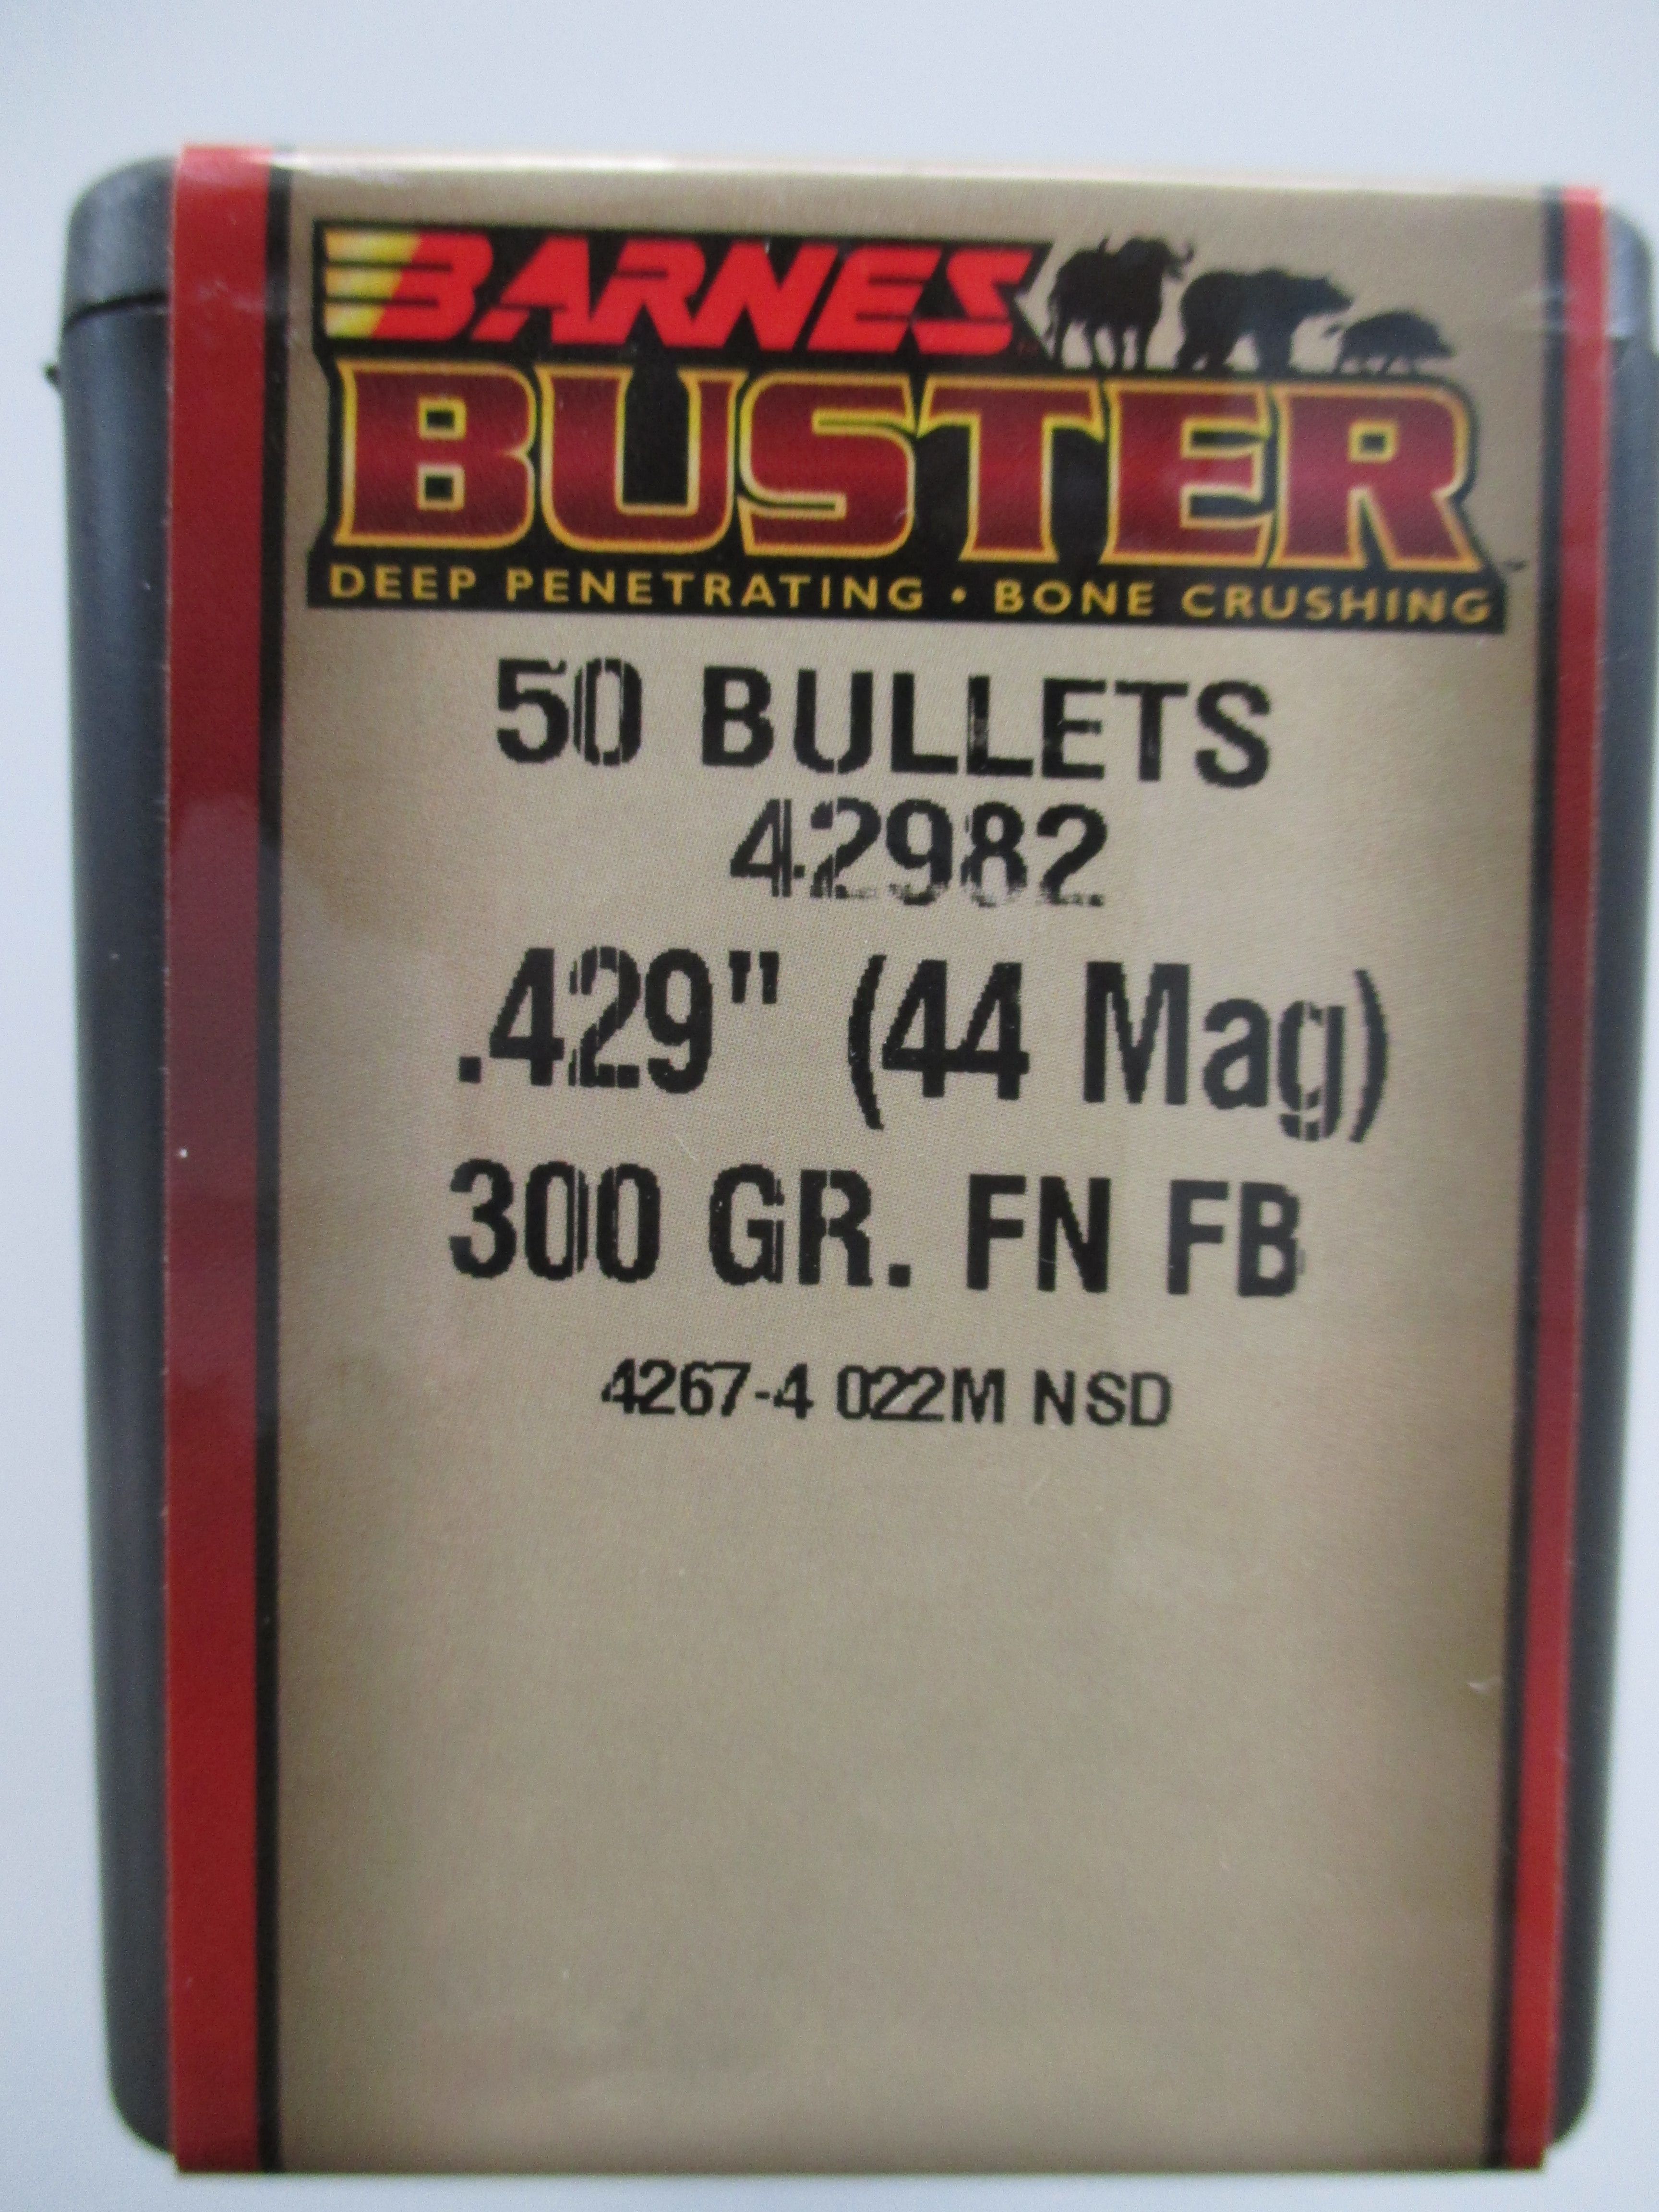 BARNES
BUSTER™
DEEP PENETRATING • BONE CRUSHING
50 BULLETS
42982
.429" (44 Mag)
300 GR. FN FB
4267-4 022M NSD